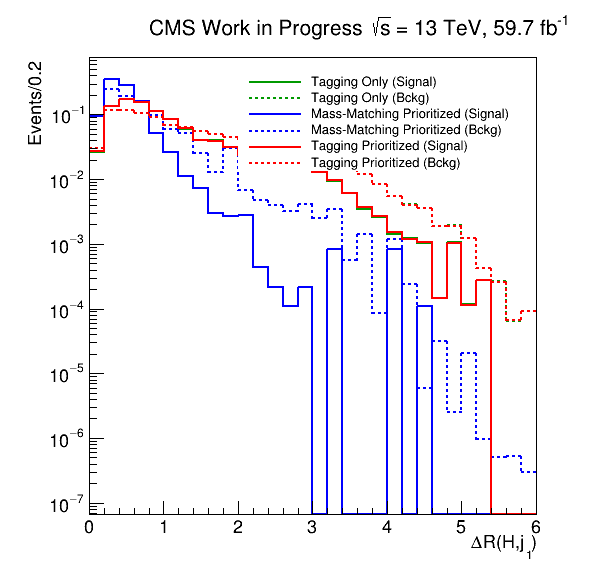 CMS Work in Progress √s = 13 TeV, 59.7 fb⁻¹
Events/0.2
Tagging Only (Signal)
Tagging Only (Bckg)
Mass-Matching Prioritized (Signal)
Mass-Matching Prioritized (Bckg)
Tagging Prioritized (Signal)
Tagging Prioritized (Bckg)
10⁻¹
10⁻²
10⁻³
10⁻⁴
10⁻⁵
10⁻⁶
10⁻⁷
0 1 2 3 4 5 6
ΔR(H,j₁)